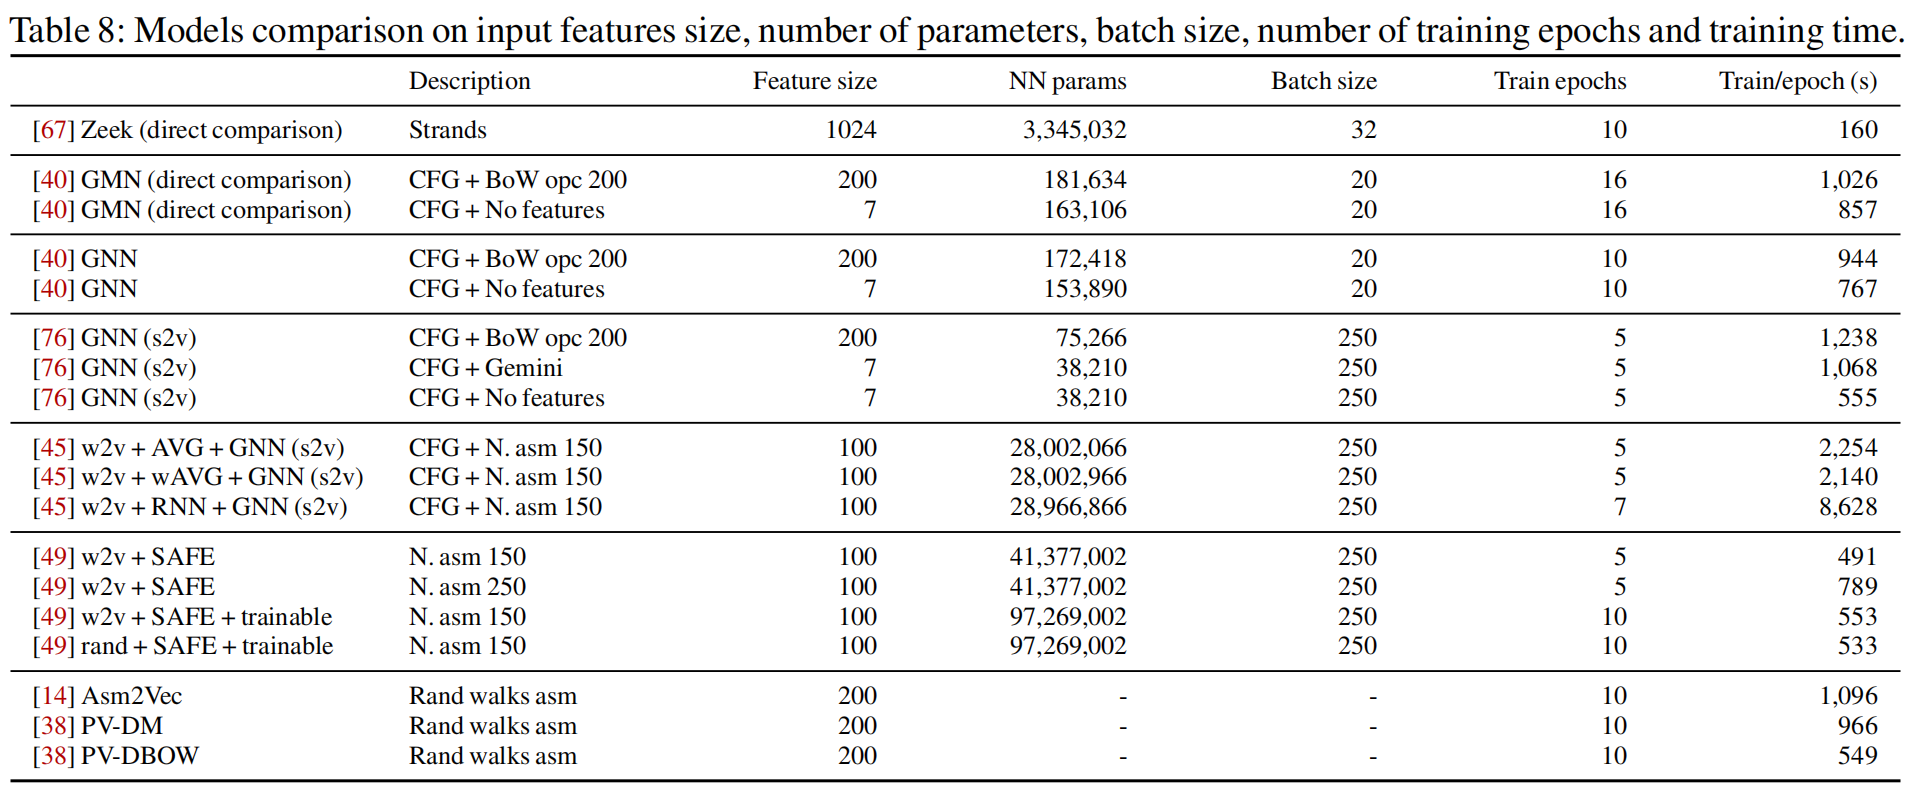 Table 8: Models comparison on input features size, number of parameters, batch size, number of training epochs and training time.
Description Feature size NN params Batch size Train epochs Train/epoch (s)
[67] Zeek (direct comparison) Strands 1024 3,345,032 32 10 160
[40] GMN (direct comparison) CFG + BoW opc 200 200 181,634 20 16 1,026
[40] GMN (direct comparison) CFG + No features 7 163,106 20 16 857
[40] GNN CFG + BoW opc 200 200 172,418 20 10 944
[40] GNN CFG + No features 7 153,890 20 10 767
[76] GNN (s2v) CFG + BoW opc 200 200 75,266 250 5 1,238
[76] GNN (s2v) CFG + Gemini 7 38,210 250 5 1,068
[76] GNN (s2v) CFG + No features 7 38,210 250 5 555
[45] w2v + AVG + GNN (s2v) CFG + N. asm 150 100 28,002,066 250 5 2,254
[45] w2v + wAVG + GNN (s2v) CFG + N. asm 150 100 28,002,966 250 5 2,140
[45] w2v + RNN + GNN (s2v) CFG + N. asm 150 100 28,966,866 250 7 8,628
[49] w2v + SAFE N. asm 150 100 41,377,002 250 5 491
[49] w2v + SAFE N. asm 250 100 41,377,002 250 5 789
[49] w2v + SAFE + trainable N. asm 150 100 97,269,002 250 10 553
[49] rand + SAFE + trainable N. asm 150 100 97,269,002 250 10 533
[14] Asm2Vec Rand walks asm 200 - - 10 1,096
[38] PV-DM Rand walks asm 200 - - 10 966
[38] PV-DBOW Rand walks asm 200 - - 10 549